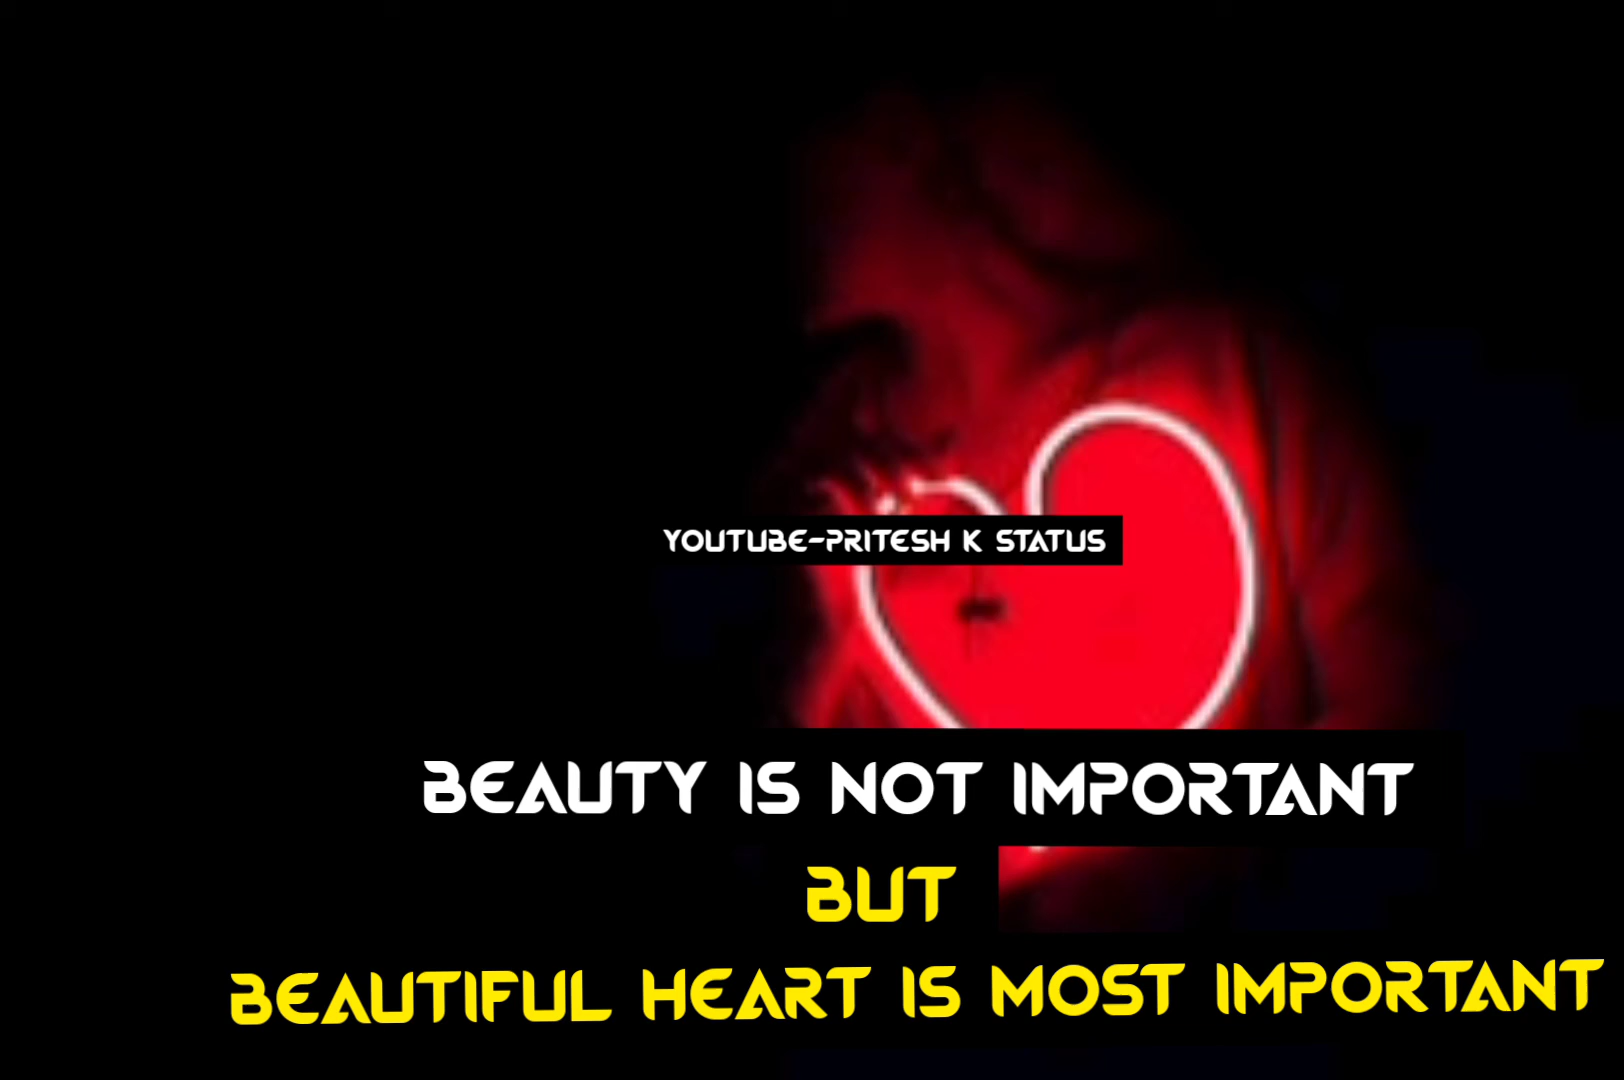 YOUTUBE-PRITESH K STATUS
BEAUTY IS NOT IMPORTANT
BUT
BEAUTIFUL HEART IS MOST IMPORTANT